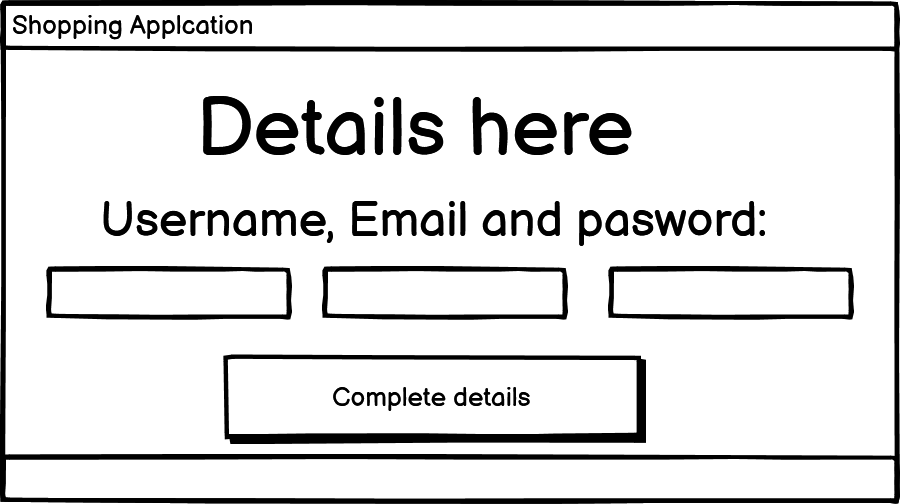 Shopping Applcation
Details here
Username, Email and pasword:
Complete details